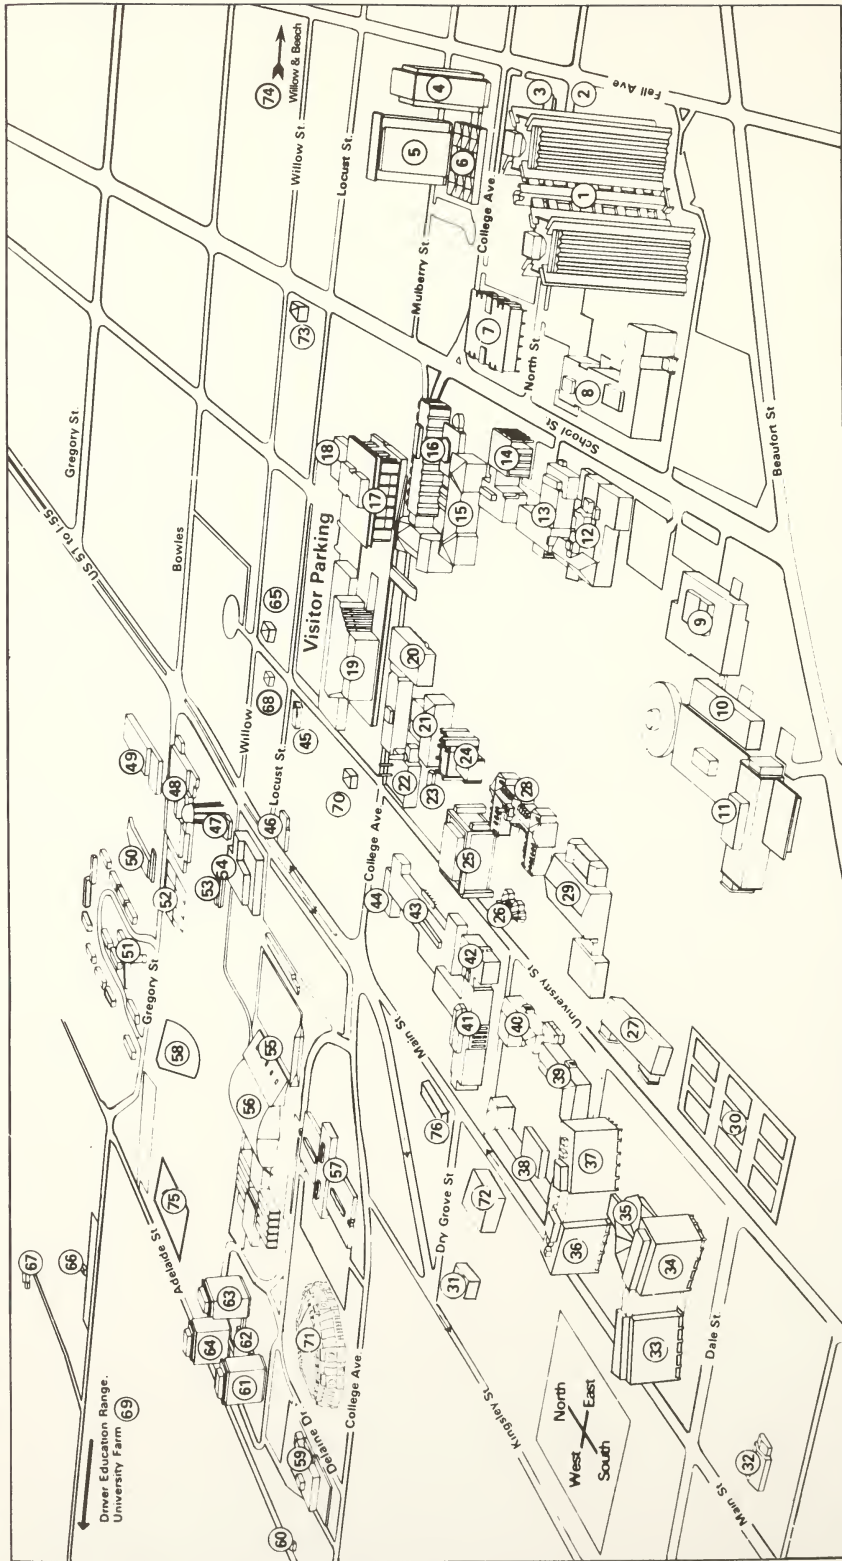 Driver Education Range.
University Farm 69
67
66
60
59
Delaine Dr
61
64
62
63
Adelaide St
75
71
College Ave.
57
56
55
58
Gregory St
51
50
52
49
48
47
53
54
46
Locust St.
Willow
45
68
65
70
US 51 to I-55
Bowles
Gregory St.
73
Willow St.
74
Willow & Beech
Locust St.
Visitor Parking
18
17
19
20
16
15
14
13
12
21
22
23
24
College Ave.
25
26
28
29
44
43
42
41
40
39
38
37
36
35
34
33
27
30
University St
Main St
76
Dry Grove St
72
31
Kingsley St
North
East
West
South
Dale St.
32
Main St
Mulberry St.
College Ave.
North St
School St
Beaufort St
Fell Ave
5
4
6
3
2
1
7
8
9
10
11